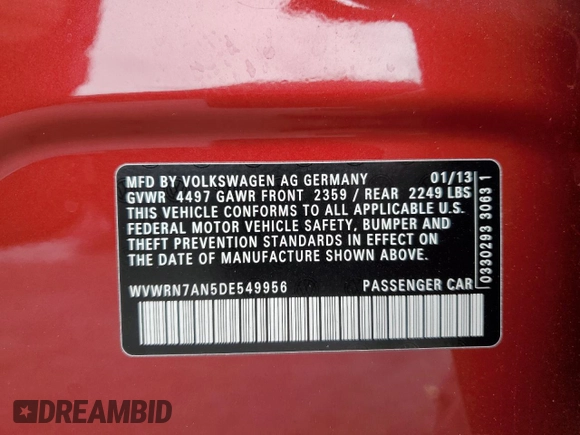 MFD BY VOLKSWAGEN AG GERMANY 01/13
GVWR 4497 GAWR FRONT 2359 / REAR 2249 LBS
THIS VEHICLE CONFORMS TO ALL APPLICABLE U.S.
FEDERAL MOTOR VEHICLE SAFETY, BUMPER AND
THEFT PREVENTION STANDARDS IN EFFECT ON THE
DATE OF MANUFACTURE SHOWN ABOVE.
WVWRN7AN5DE549956 PASSENGER CAR
0330293 3063 1
DREAMBID